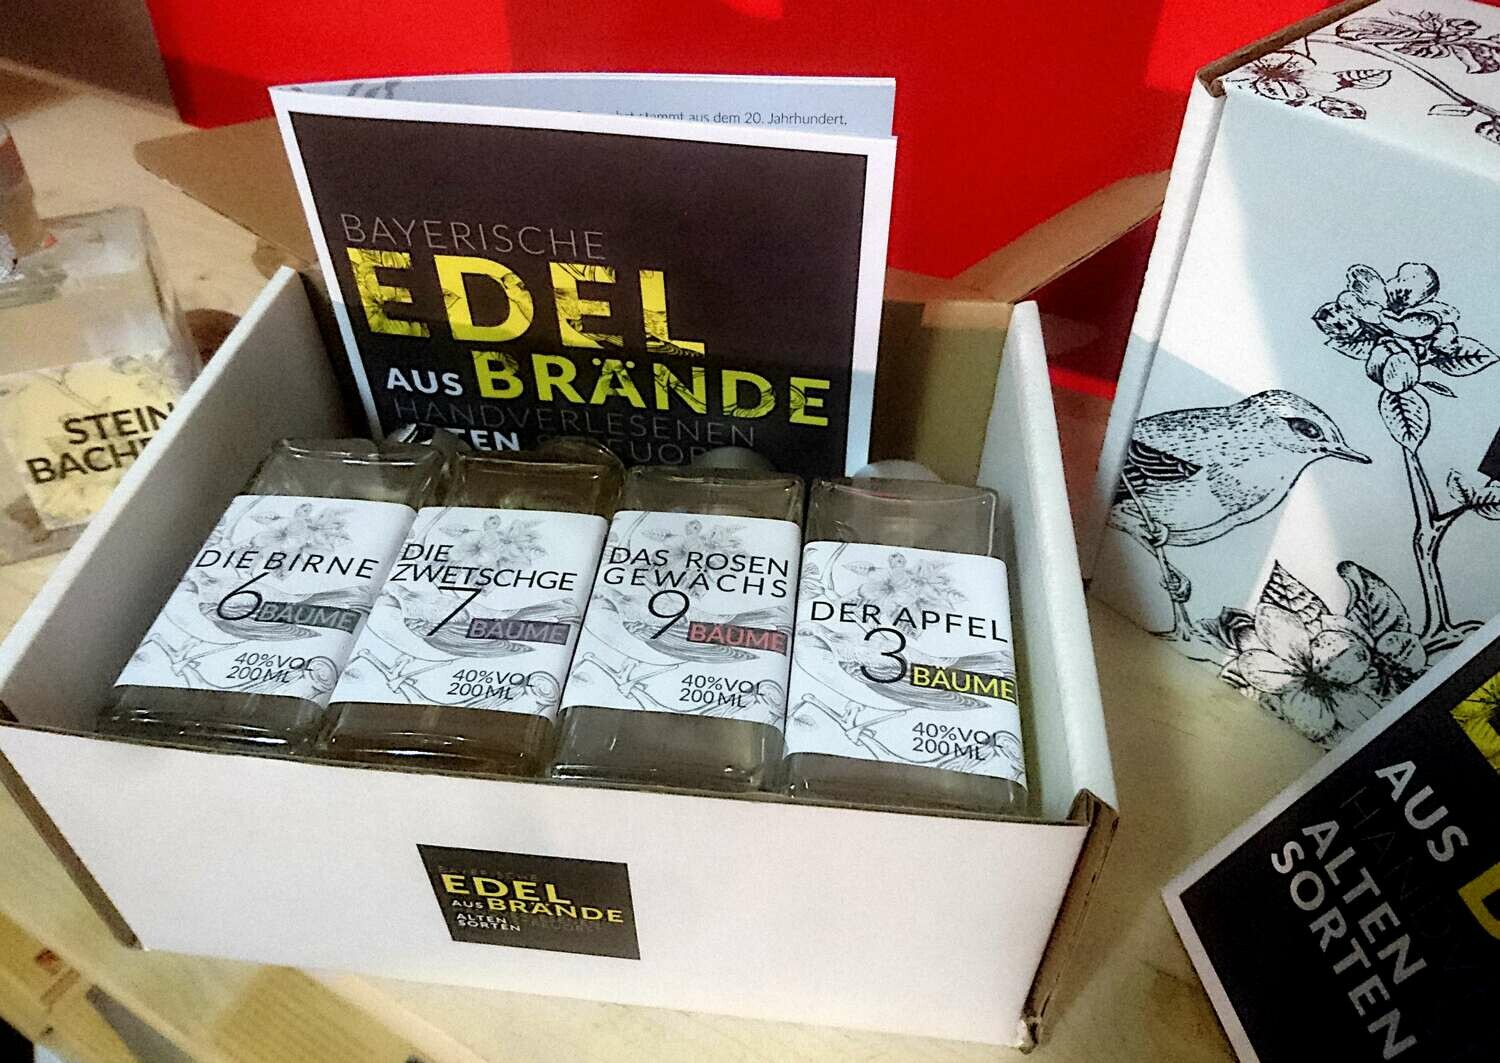 stammt aus dem 20. Jahrhundert,
BAYERISCHE
EDEL
AUS BRÄNDE
HANDVERLESENEN
STEIN
BACH
DIE BIRNE
6 BÄUME
40%VOL
200ML
DIE
ZWETSCHGE
7 BÄUME
40%VOL
200ML
DAS ROSEN
GEWÄCHS
9 BÄUME
40%VOL
200ML
DER APFEL
3 BÄUME
40%VOL
200ML
EDEL
AUS BRÄNDE
ALTEN
SORTEN
AUS
ALTEN
SORTEN